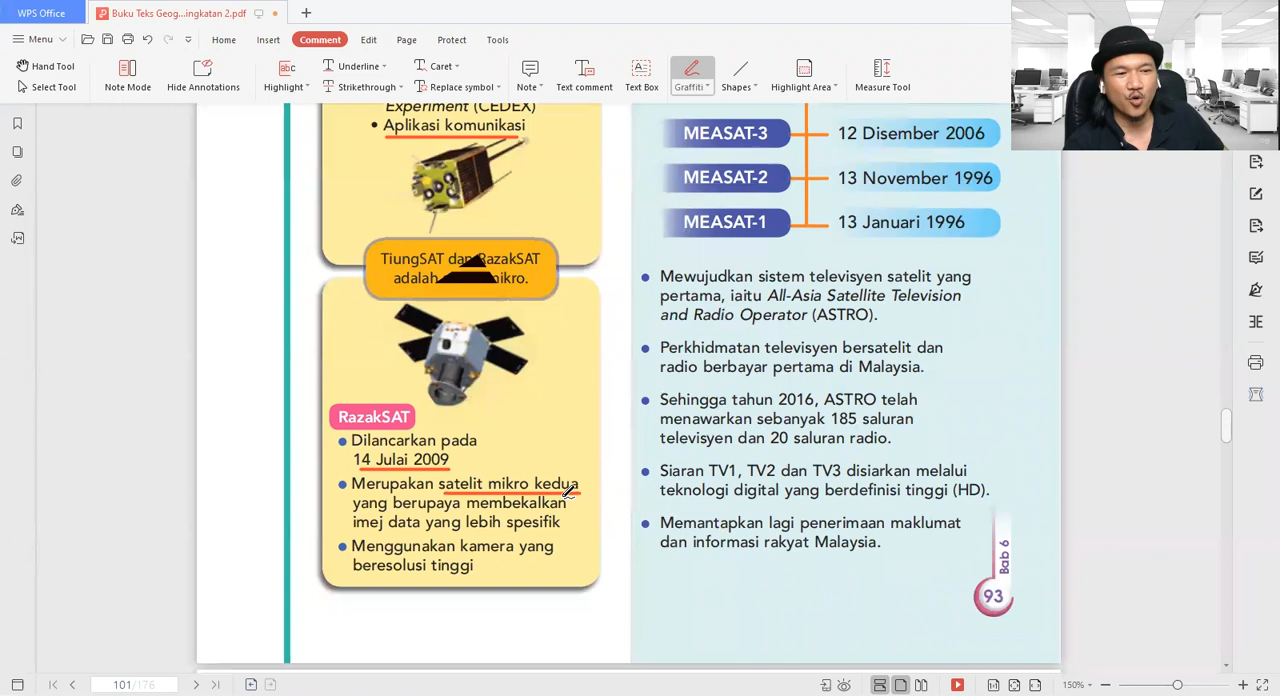 WPS Office
Buku Teks Geog...ingkatan 2.pdf
Menu
Home
Insert
Comment
Edit
Page
Protect
Tools
Hand Tool
Select Tool
Note Mode
Hide Annotations
Highlight
Underline
Strikethrough
Caret
Replace symbol
Note
Text comment
Text Box
Graffiti
Shapes
Highlight Area
Measure Tool
Experiment (CEDEX)
• Aplikasi komunikasi
TiungSAT dan RazakSAT
adalah
RazakSAT
• Dilancarkan pada
14 Julai 2009
• Merupakan satelit mikro kedua
yang berupaya membekalkan
imej data yang lebih spesifik
• Menggunakan kamera yang
beresolusi tinggi
MEASAT-3 12 Disember 2006
MEASAT-2 13 November 1996
MEASAT-1 13 Januari 1996
• Mewujudkan sistem televisyen satelit yang
pertama, iaitu All-Asia Satellite Television
and Radio Operator (ASTRO).
• Perkhidmatan televisyen bersatelit dan
radio berbayar pertama di Malaysia.
• Sehingga tahun 2016, ASTRO telah
menawarkan sebanyak 185 saluran
televisyen dan 20 saluran radio.
• Siaran TV1, TV2 dan TV3 disiarkan melalui
teknologi digital yang berdefinisi tinggi (HD).
• Memantapkan lagi penerimaan maklumat
dan informasi rakyat Malaysia.
Bab 6
93
101/176
150%